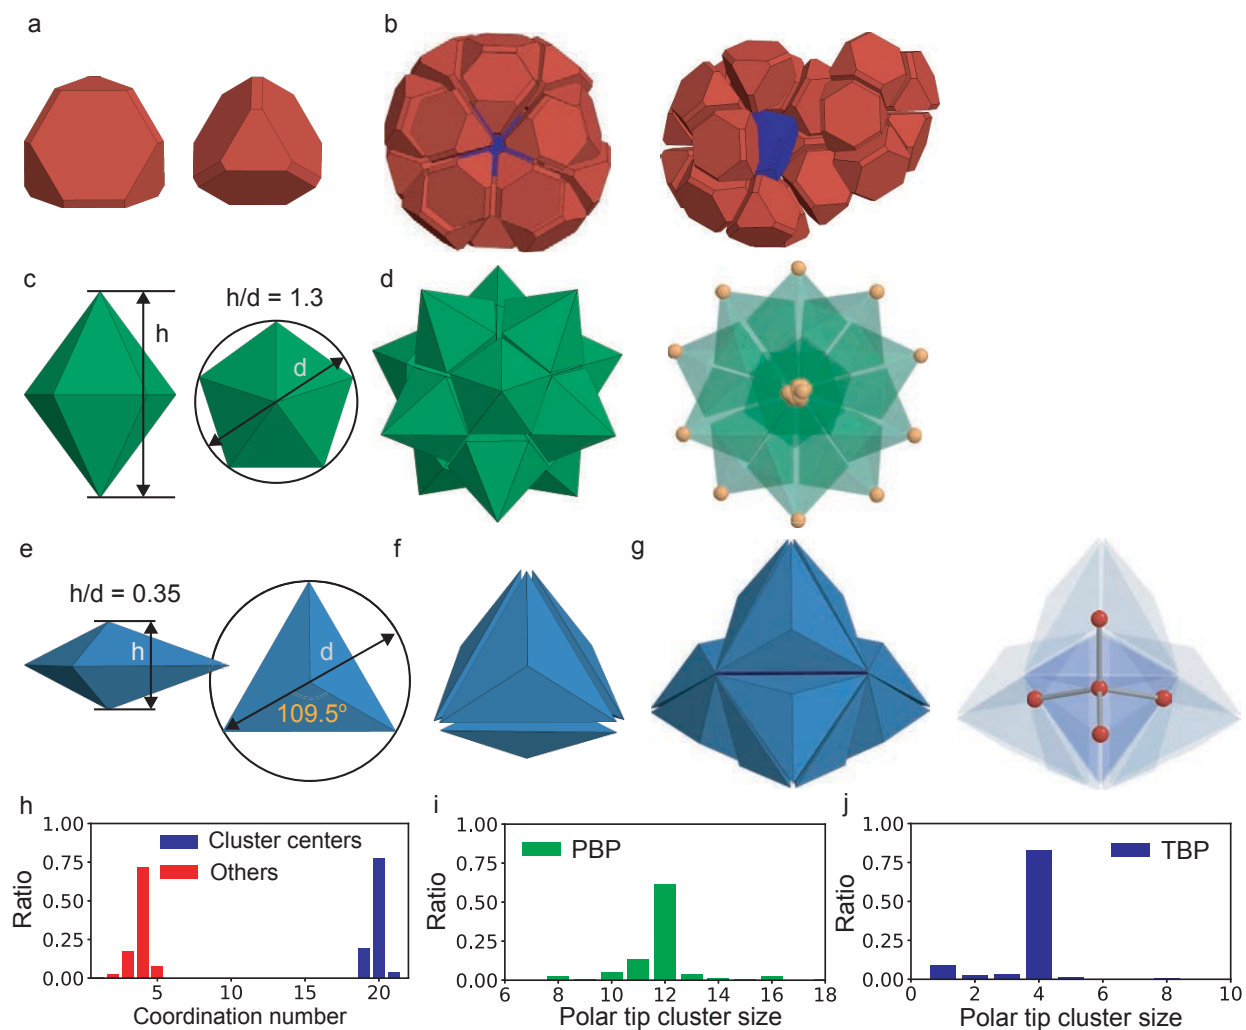 a
b
c
h
h/d = 1.3
d
d
e
h/d = 0.35
h
d
109.5º
f
g
h
1.00
0.75
0.50
0.25
0.00
Ratio
Cluster centers
Others
5
10
15
20
Coordination number
i
1.00
0.75
0.50
0.25
0.00
Ratio
PBP
6
8
10
12
14
16
18
Polar tip cluster size
j
1.00
0.75
0.50
0.25
0.00
Ratio
TBP
0
2
4
6
8
10
Polar tip cluster size